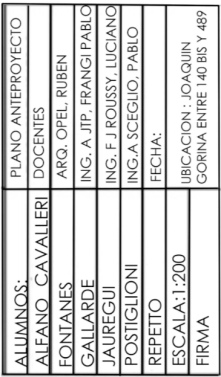 ALUMNOS:
PLANO ANTEPROYECTO
ALFANO CAVALLERI
DOCENTES
FONTANES
ARQ. OPEL, RUBEN
GALLARDE
ING. A JTP, FRANGI PABLO
JAUREGUI
ING. F J ROUSSY, LUCIANO
POSTIGLIONI
ING.A SCEGLIO, PABLO
REPETTO
FECHA:
ESCALA:1:200
UBICACION : JOAQUIN
GORINA ENTRE 140 BIS Y 489
FIRMA